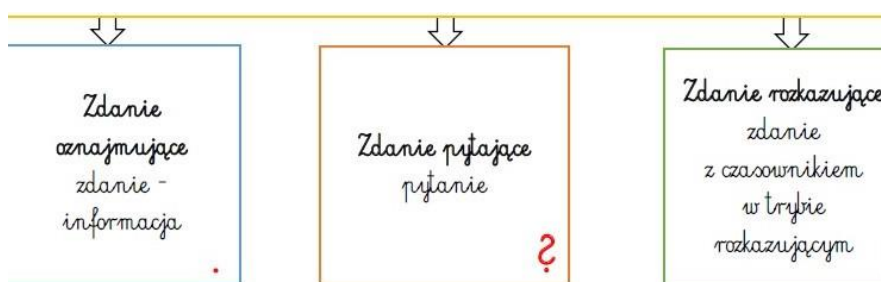 Zdanie
oznajmujące
zdanie -
informacja
.
Zdanie pytające
pytanie
?
Zdanie rozkazujące
zdanie
z czasownikiem
w trybie
rozkazującym